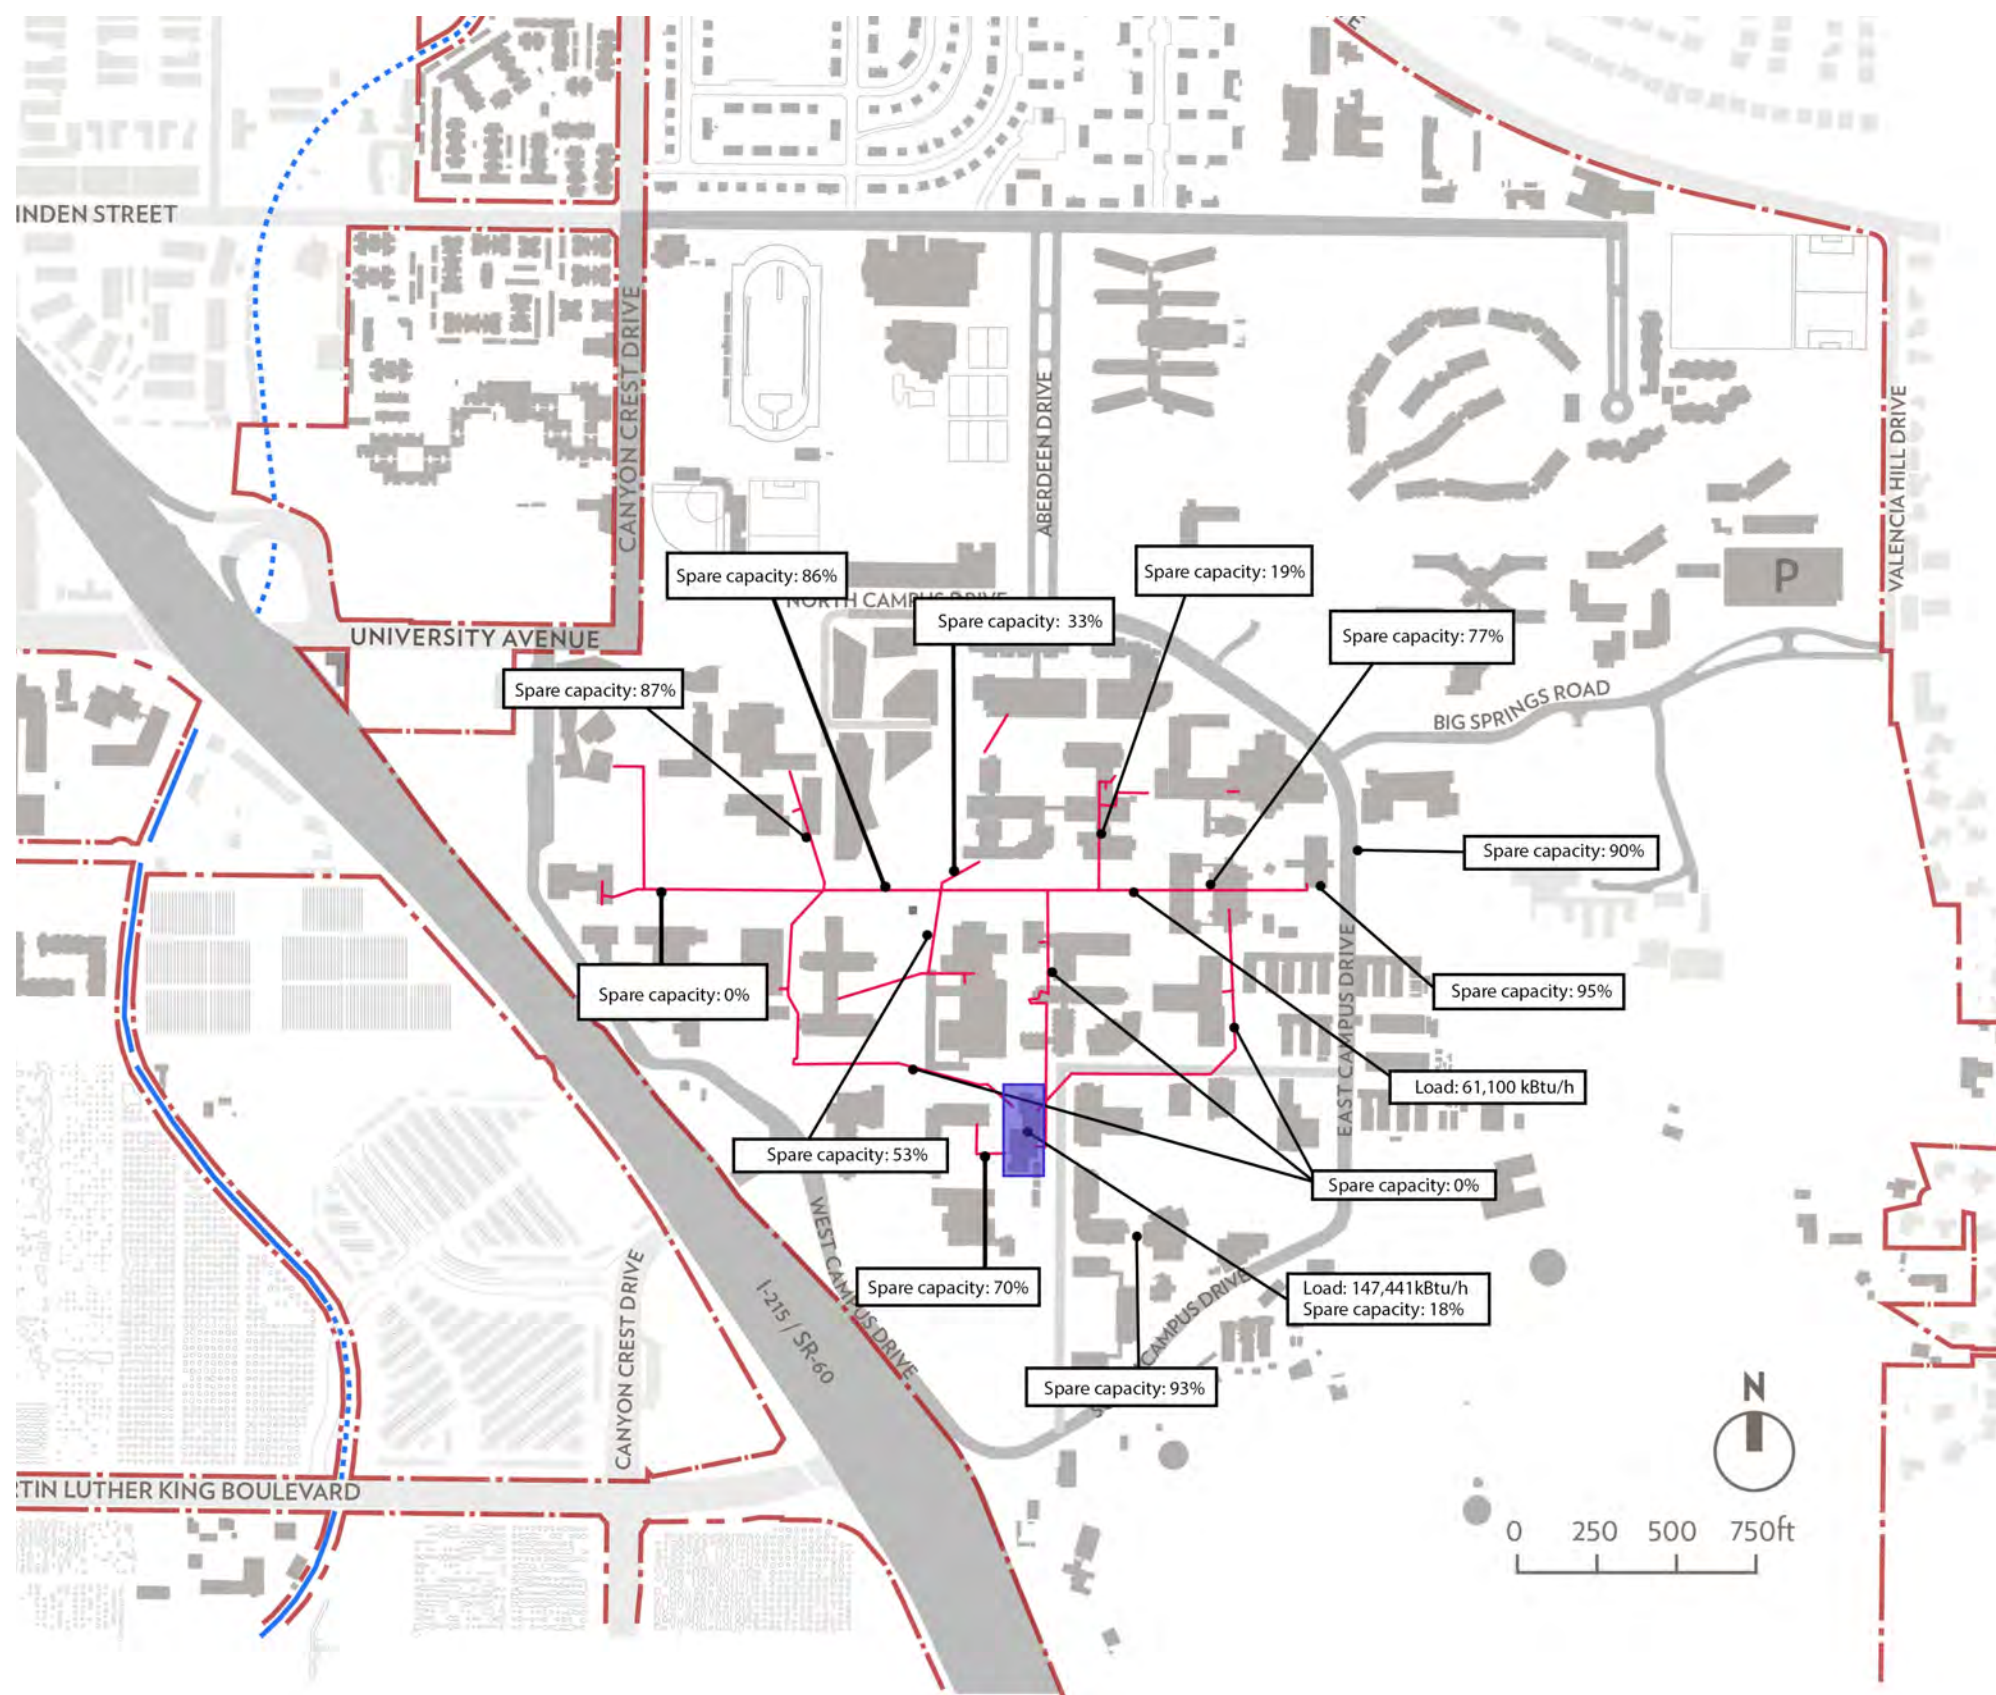 INDEN STREET
CANYON CREST DRIVE
ABERDEEN DRIVE
VALENCIA HILL DRIVE
P
Spare capacity: 86%
Spare capacity: 19%
NORTH CAMPUS DRIVE
Spare capacity: 33%
Spare capacity: 77%
UNIVERSITY AVENUE
Spare capacity: 87%
BIG SPRINGS ROAD
Spare capacity: 90%
Spare capacity: 0%
Spare capacity: 95%
EAST CAMPUS DRIVE
Load: 61,100 kBtu/h
Spare capacity: 53%
Spare capacity: 0%
WEST CAMPUS DRIVE
Spare capacity: 70%
Load: 147,441kBtu/h
Spare capacity: 18%
CANYON CREST DRIVE
I-215 / SR-60
CAMPUS DRIVE
Spare capacity: 93%
N
TIN LUTHER KING BOULEVARD
0 250 500 750ft